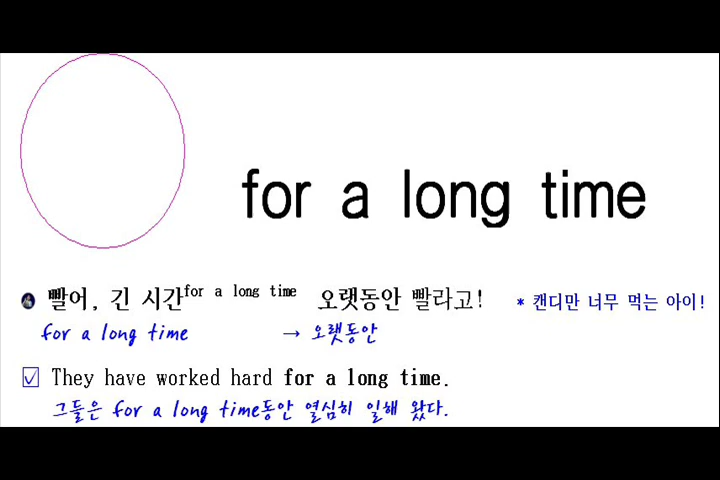 for a long time
빨어, 긴 시간for a long time 오랫동안 빨라고! * 캔디만 너무 먹는 아이!
for a long time → 오랫동안
They have worked hard for a long time.
그들은 for a long time동안 열심히 일해 왔다.